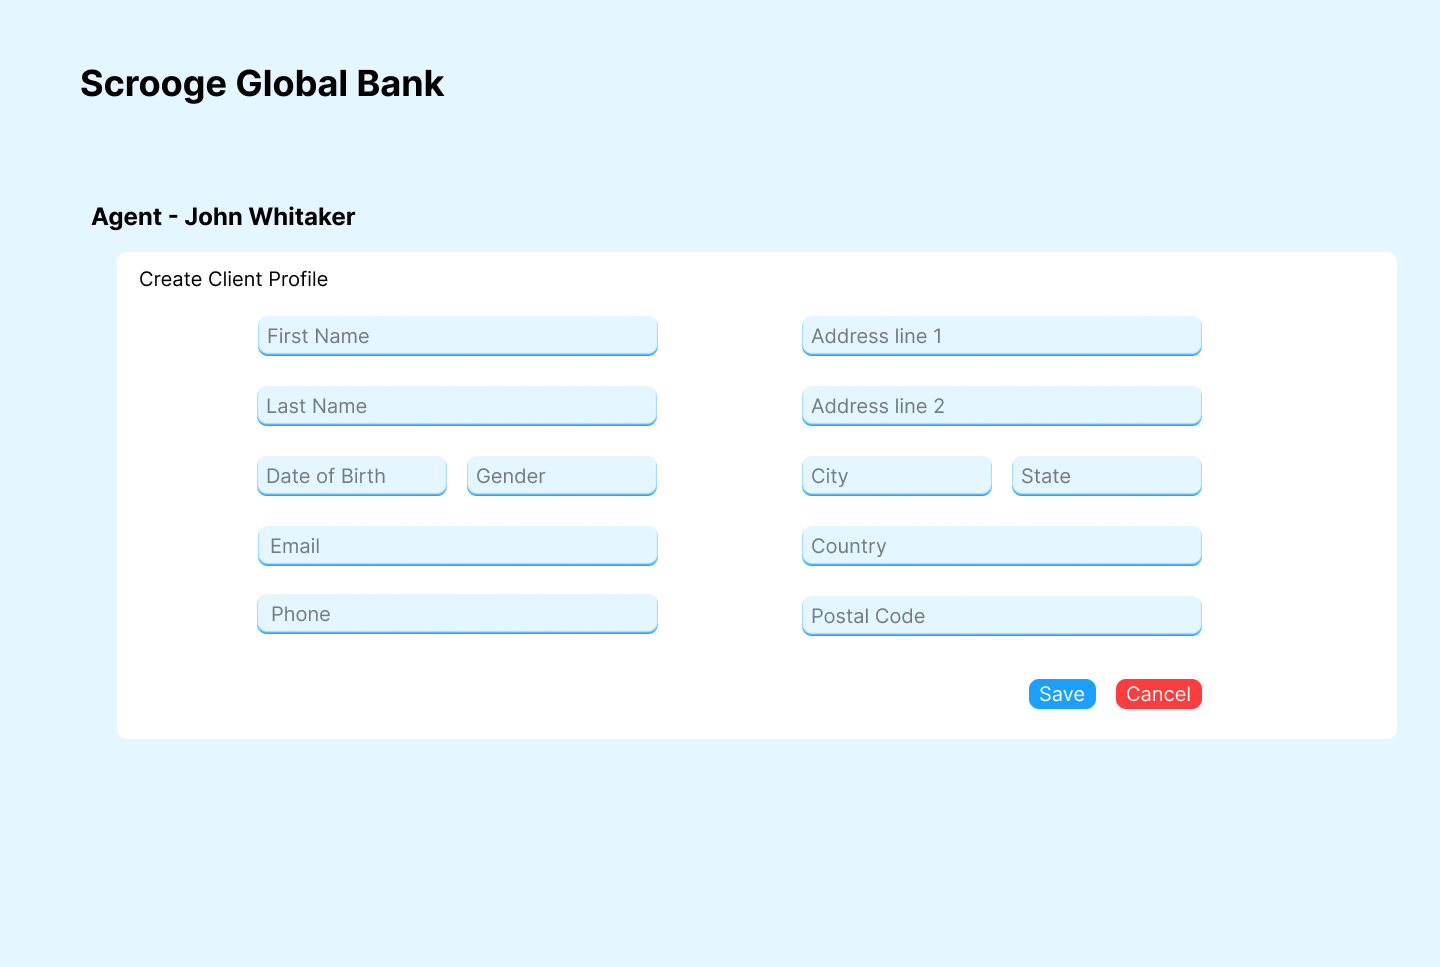 Scrooge Global Bank
Agent - John Whitaker
Create Client Profile
First Name
Last Name
Date of Birth
Gender
Email
Phone
Address line 1
Address line 2
City
State
Country
Postal Code
Save
Cancel